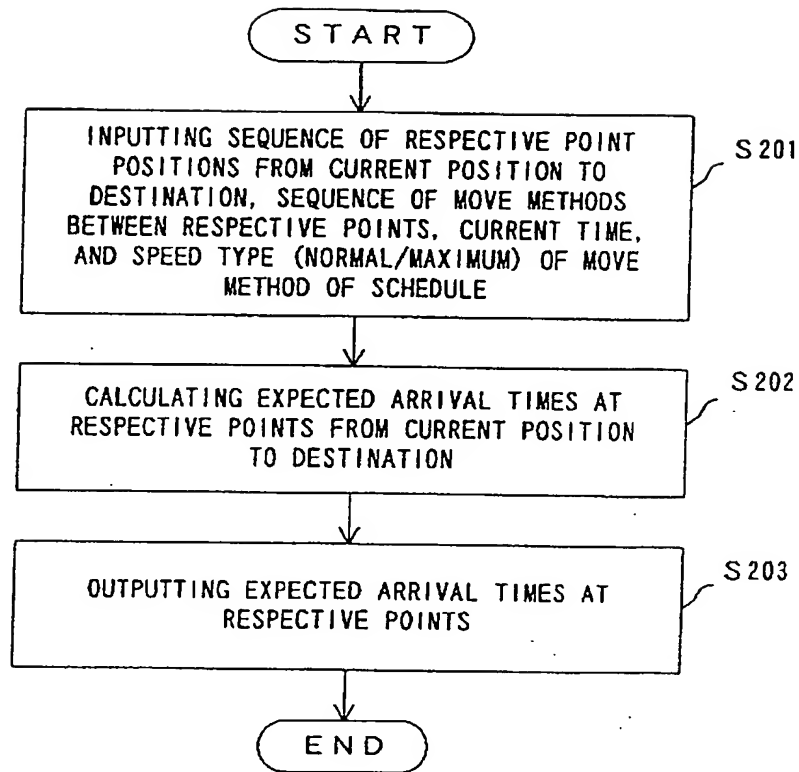 START
INPUTTING SEQUENCE OF RESPECTIVE POINT
POSITIONS FROM CURRENT POSITION TO
DESTINATION, SEQUENCE OF MOVE METHODS
BETWEEN RESPECTIVE POINTS, CURRENT TIME,
AND SPEED TYPE (NORMAL/MAXIMUM) OF MOVE
METHOD OF SCHEDULE
S201
CALCULATING EXPECTED ARRIVAL TIMES AT
RESPECTIVE POINTS FROM CURRENT POSITION
TO DESTINATION
S202
OUTPUTTING EXPECTED ARRIVAL TIMES AT
RESPECTIVE POINTS
S203
END